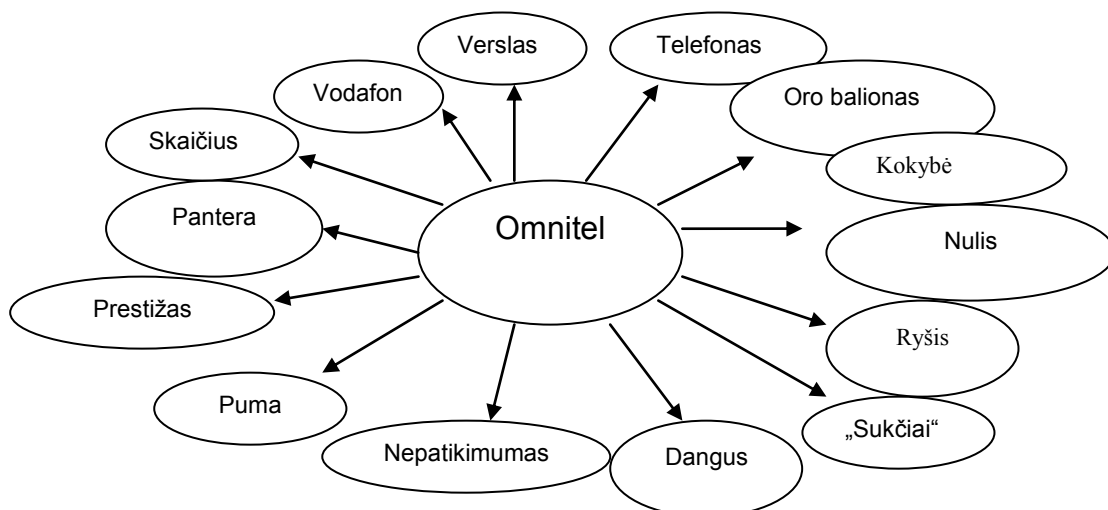 Verslas
Telefonas
Vodafon
Oro balionas
Skaičius
Kokybė
Pantera
Omnitel
Nulis
Prestižas
Ryšis
Puma
„Sukčiai“
Nepatikimumas
Dangus